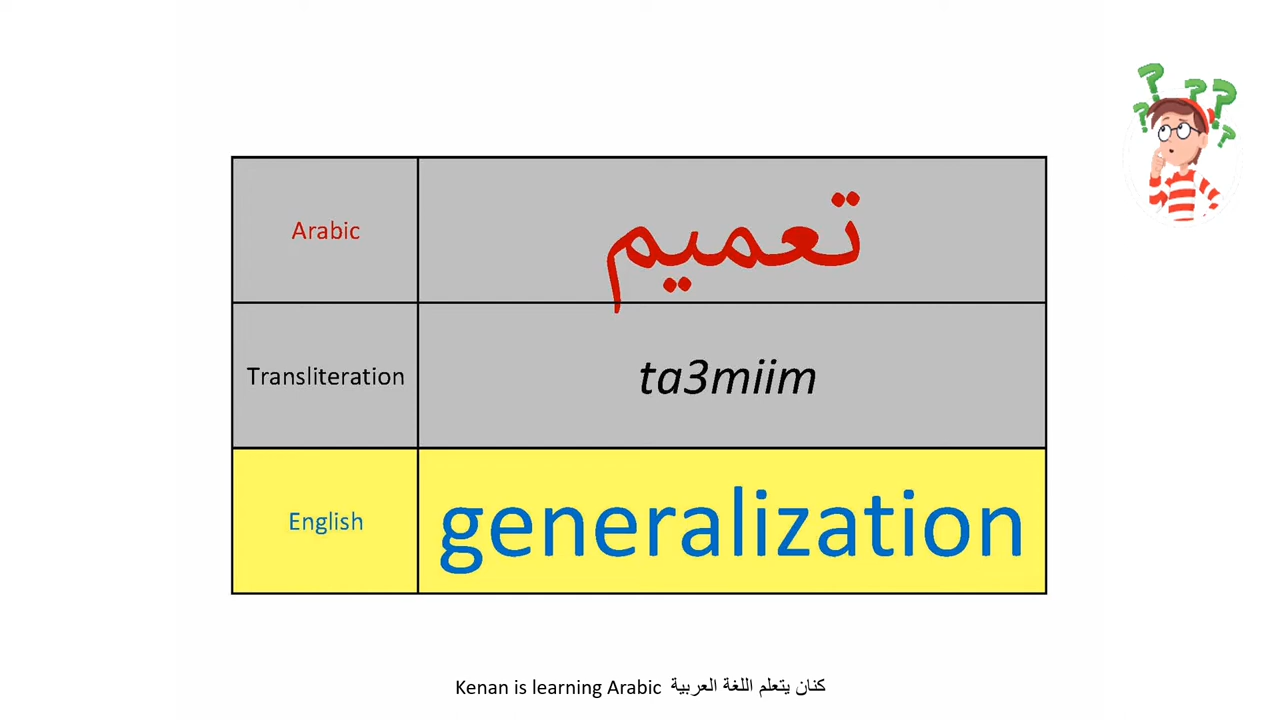 Arabic تعميم
Transliteration ta3miim
English generalization
Kenan is learning Arabic كنان يتعلم اللغة العربية